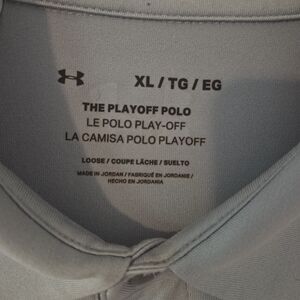 XL / TG / EG
THE PLAYOFF POLO
LE POLO PLAY-OFF
LA CAMISA POLO PLAYOFF
LOOSE / COUPE LÂCHE / SUELTO
MADE IN JORDAN / FABRIQUÉ EN JORDANIE /
HECHO EN JORDANIA